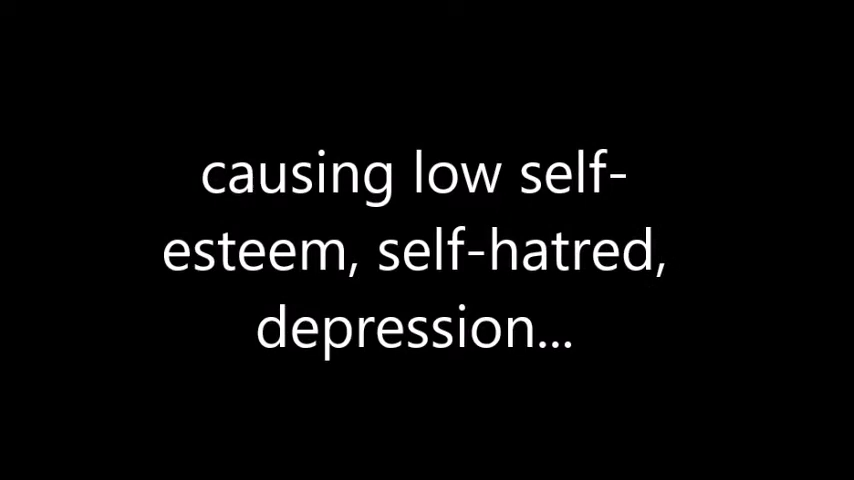 causing low self-
esteem, self-hatred,
depression...